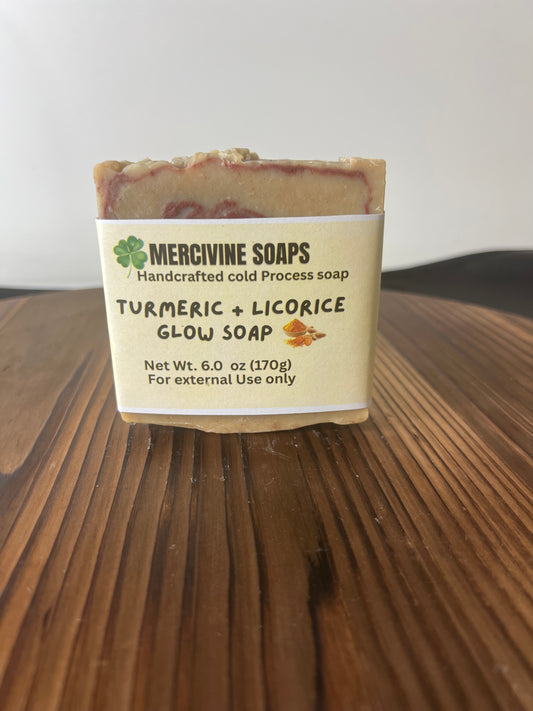 MERCIVINE SOAPS
Handcrafted cold Process soap
TURMERIC + LICORICE
GLOW SOAP
Net Wt. 6.0 oz (170g)
For external Use only